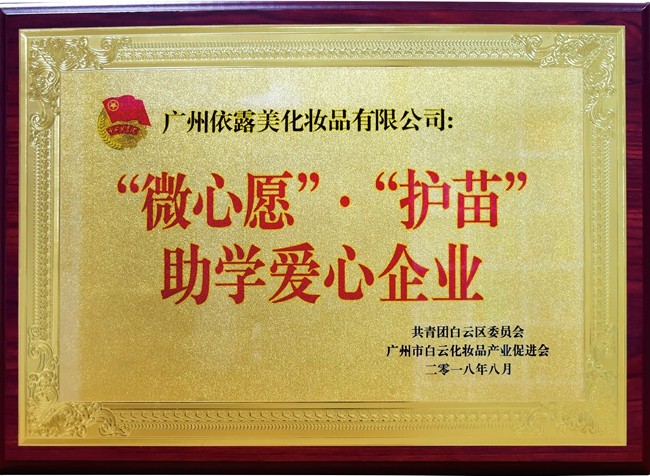 广州依露美化妆品有限公司:
“微心愿”·“护苗”
助学爱心企业
共青团白云区委员会
广州市白云化妆品产业促进会
二零一八年八月